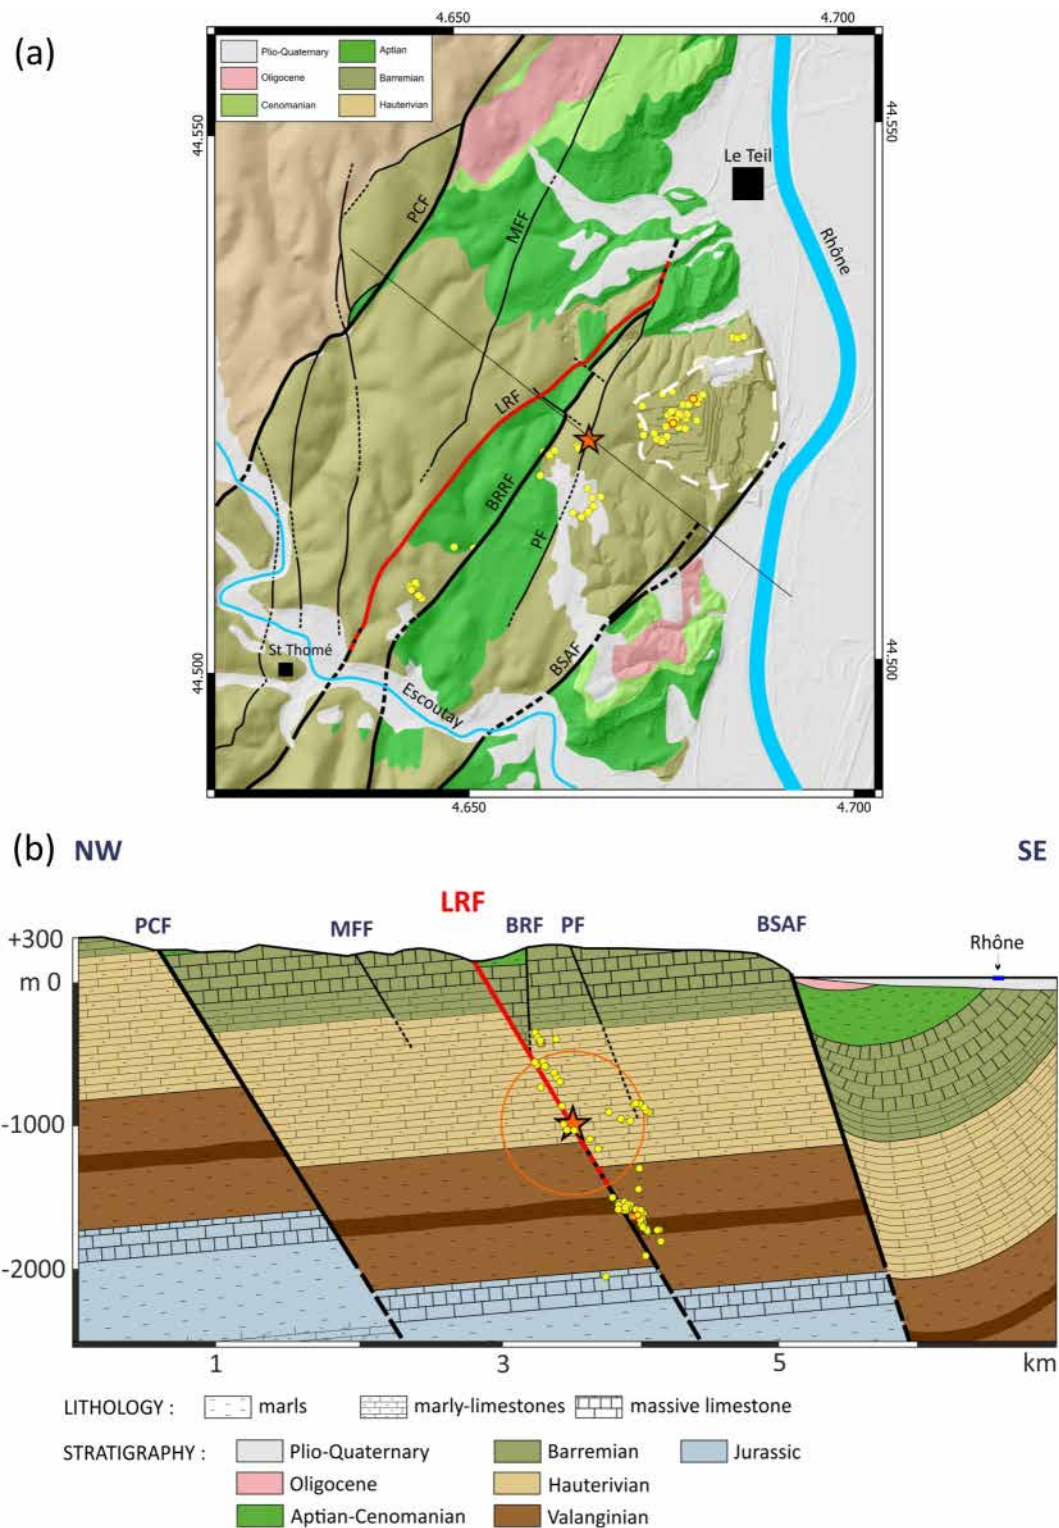 (a)
4.650
4.700
Plio-Quaternary
Aptian
Oligocene
Barremian
Cenomanian
Hauterivian
44.550
44.550
Le Teil
PCF
MFF
Rhône
LRF
BRRF
PF
BSAF
St Thomé
Escoutay
44.500
44.500
4.650
4.700
(b)
NW
SE
LRF
PCF
MFF
BRF
PF
BSAF
+300
Rhône
m 0
-1000
-2000
1
3
5
km
LITHOLOGY :
marls
marly-limestones
massive limestone
STRATIGRAPHY :
Plio-Quaternary
Barremian
Jurassic
Oligocene
Hauterivian
Aptian-Cenomanian
Valanginian